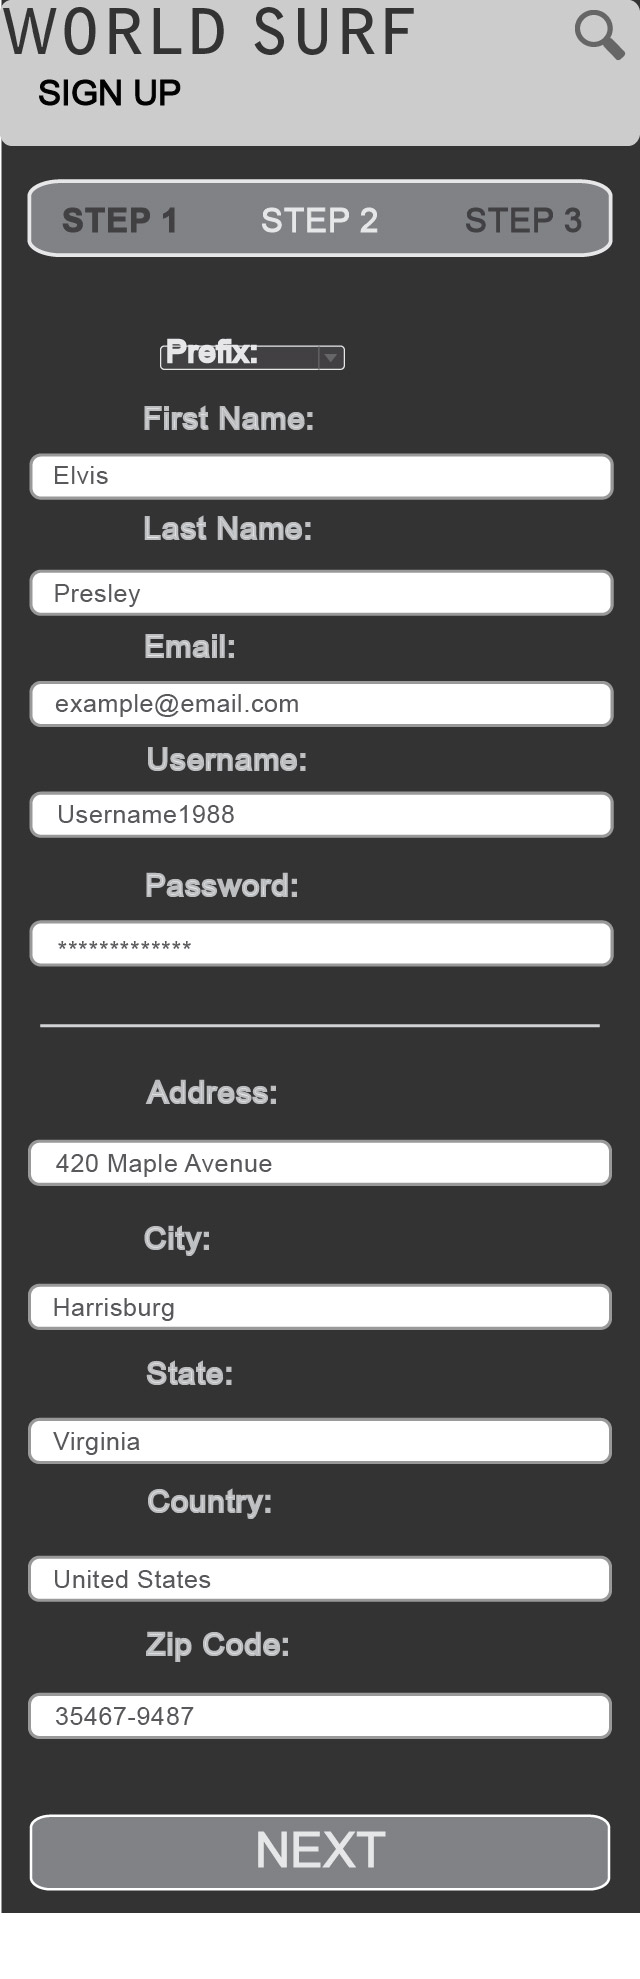 WORLD SURF
SIGN UP
STEP 1 STEP 2 STEP 3
Prefix:
First Name:
Elvis
Last Name:
Presley
Email:
example@email.com
Username:
Username1988
Password:
*************
Address:
420 Maple Avenue
City:
Harrisburg
State:
Virginia
Country:
United States
Zip Code:
35467-9487
NEXT